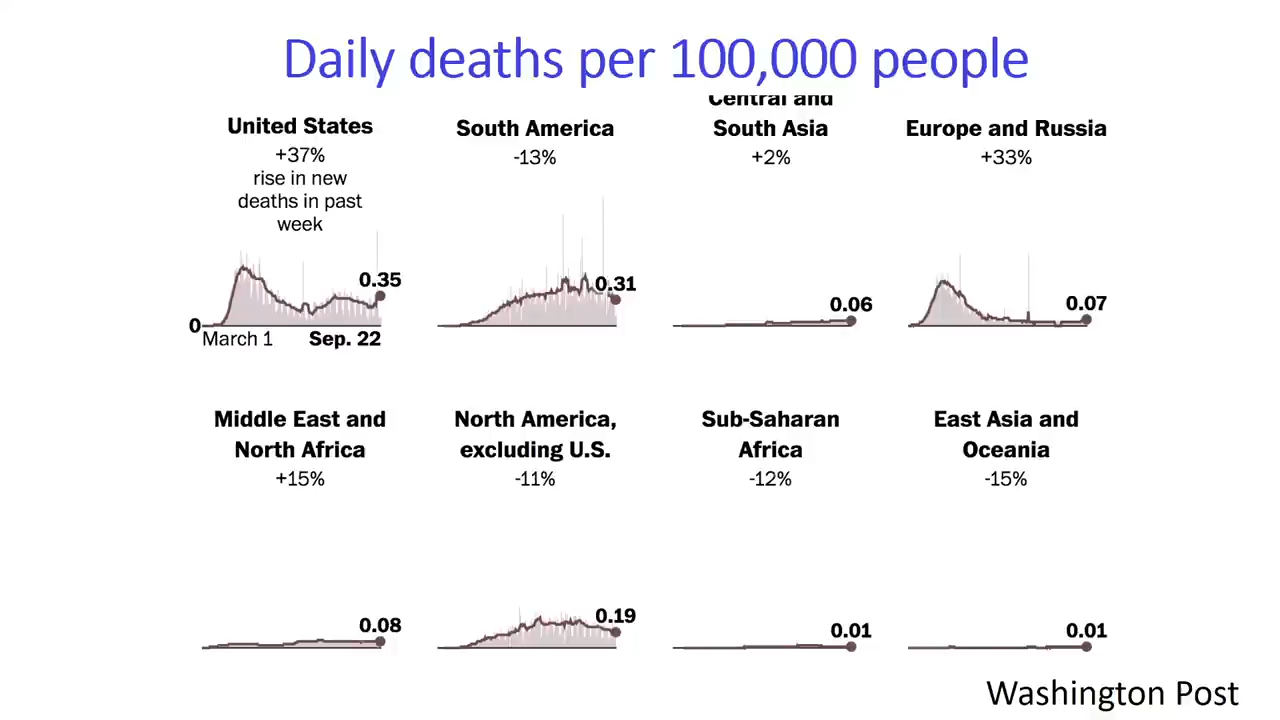 Daily deaths per 100,000 people
United States
+37%
rise in new
deaths in past
week
0.35
0
March 1 Sep. 22
South America
-13%
0.31
Central and
South Asia
+2%
0.06
Europe and Russia
+33%
0.07
Middle East and
North Africa
+15%
0.08
North America,
excluding U.S.
-11%
0.19
Sub-Saharan
Africa
-12%
0.01
East Asia and
Oceania
-15%
0.01
Washington Post